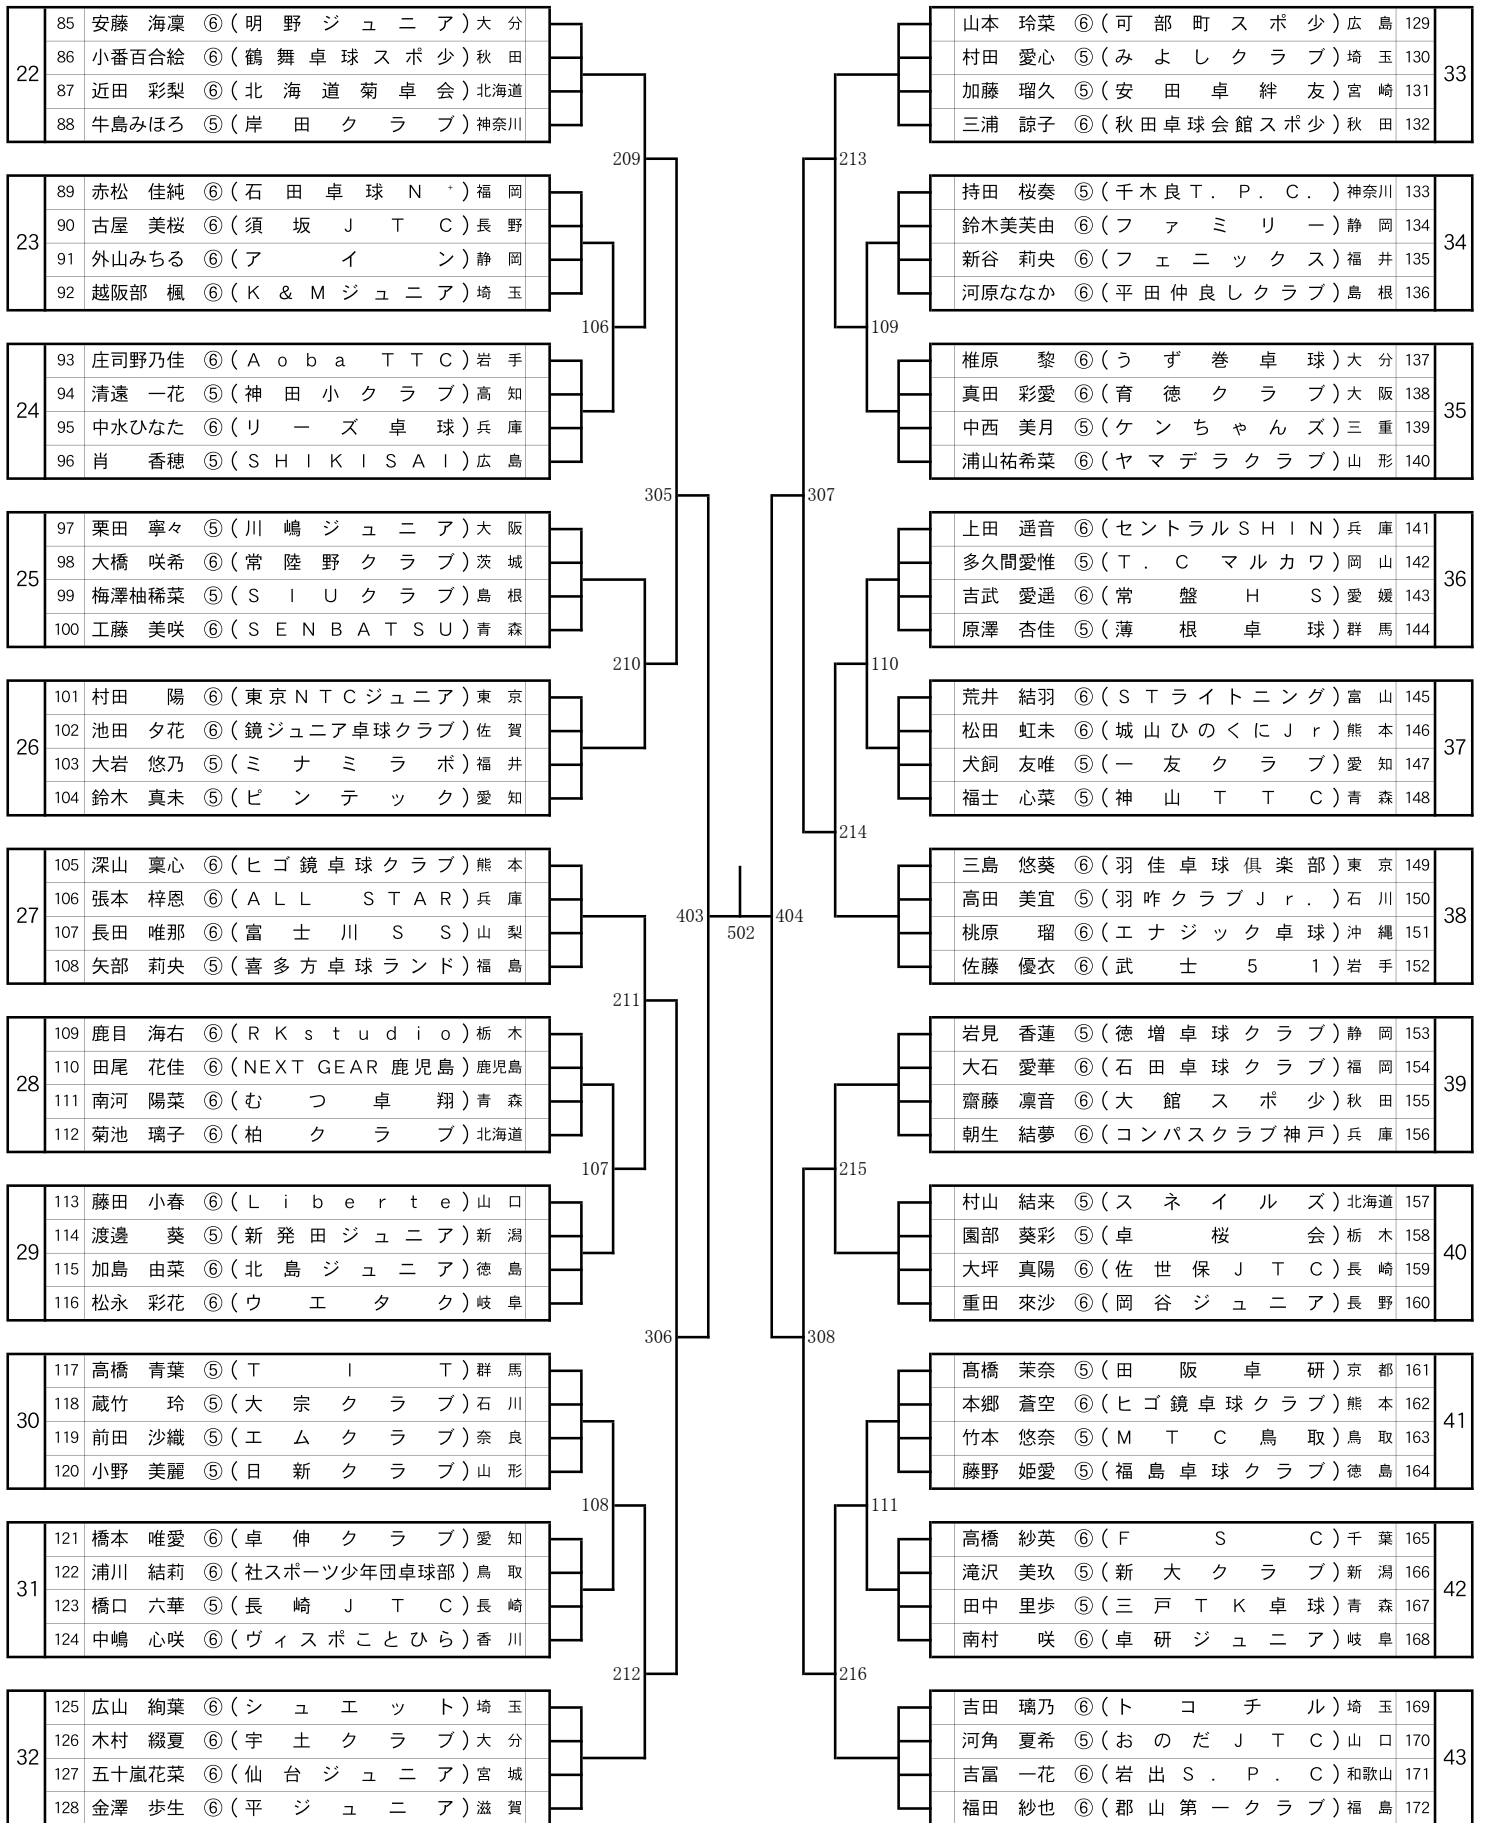 22
85 安藤 海凜 ⑥(明野ジュニア)大分
86 小番百合絵 ⑥(鶴舞卓球スポ少)秋田
87 近田 彩梨 ⑥(北海道菊卓会)北海道
88 牛島みほろ ⑤(岸田クラブ)神奈川
209
23
89 赤松 佳純 ⑥(石田卓球N⁺)福岡
90 古屋 美桜 ⑥(須坂JTC)長野
91 外山みちる ⑥(アイン)静岡
92 越阪部 楓 ⑥(K&Mジュニア)埼玉
106
24
93 庄司野乃佳 ⑥(Aoba TTC)岩手
94 清遠 一花 ⑤(神田小クラブ)高知
95 中水ひなた ⑥(リーズ卓球)兵庫
96 肖 香穂 ⑤(SHIKISAI)広島
305
25
97 栗田 寧々 ⑤(川嶋ジュニア)大阪
98 大橋 咲希 ⑥(常陸野クラブ)茨城
99 梅澤柚稀菜 ⑤(SIUクラブ)島根
100 工藤 美咲 ⑥(SENBATSU)青森
210
26
101 村田 陽 ⑥(東京NTCジュニア)東京
102 池田 夕花 ⑥(鏡ジュニア卓球クラブ)佐賀
103 大岩 悠乃 ⑤(ミナミラボ)福井
104 鈴木 真未 ⑤(ピンテック)愛知
27
105 深山 稟心 ⑥(ヒゴ鏡卓球クラブ)熊本
106 張本 梓恩 ⑥(ALL STAR)兵庫
107 長田 唯那 ⑥(富士川SS)山梨
108 矢部 莉央 ⑤(喜多方卓球ランド)福島
403
502
404
211
28
109 鹿目 海右 ⑥(RKstudio)栃木
110 田尾 花佳 ⑥(NEXT GEAR 鹿児島)鹿児島
111 南河 陽菜 ⑥(むつ卓翔)青森
112 菊池 璃子 ⑥(柏クラブ)北海道
107
29
113 藤田 小春 ⑥(Liberte)山口
114 渡邊 葵 ⑤(新発田ジュニア)新潟
115 加島 由菜 ⑥(北島ジュニア)徳島
116 松永 彩花 ⑥(ウエタク)岐阜
306
30
117 高橋 青葉 ⑤(TIT)群馬
118 蔵竹 玲 ⑤(大宗クラブ)石川
119 前田 沙織 ⑤(エムクラブ)奈良
120 小野 美麗 ⑤(日新クラブ)山形
108
31
121 橋本 唯愛 ⑥(卓伸クラブ)愛知
122 浦川 結莉 ⑥(社スポーツ少年団卓球部)鳥取
123 橋口 六華 ⑤(長崎JTC)長崎
124 中嶋 心咲 ⑥(ヴィスポことひら)香川
212
32
125 広山 絢葉 ⑥(シュエット)埼玉
126 木村 綴夏 ⑥(宇土クラブ)大分
127 五十嵐花菜 ⑥(仙台ジュニア)宮城
128 金澤 歩生 ⑥(平ジュニア)滋賀
山本 玲菜 ⑥(可部町スポ少)広島 129
村田 愛心 ⑤(みよしクラブ)埼玉 130
加藤 瑠久 ⑤(安田卓絆友)宮崎 131
三浦 諒子 ⑥(秋田卓球会館スポ少)秋田 132
33
213
持田 桜奏 ⑤(千木良T.P.C.)神奈川 133
鈴木美芙由 ⑥(ファミリー)静岡 134
新谷 莉央 ⑥(フェニックス)福井 135
河原ななか ⑥(平田仲良しクラブ)島根 136
34
109
椎原 黎 ⑥(うず巻卓球)大分 137
真田 彩愛 ⑥(育徳クラブ)大阪 138
中西 美月 ⑤(ケンちゃんズ)三重 139
浦山祐希菜 ⑥(ヤマデラクラブ)山形 140
35
307
上田 遥音 ⑥(セントラルSHIN)兵庫 141
多久間愛惟 ⑤(T.C マルカワ)岡山 142
吉武 愛遥 ⑥(常盤HS)愛媛 143
原澤 杏佳 ⑤(薄根卓球)群馬 144
36
110
荒井 結羽 ⑥(STライトニング)富山 145
松田 虹未 ⑥(城山ひのくにJr)熊本 146
犬飼 友唯 ⑤(一友クラブ)愛知 147
福士 心菜 ⑤(神山TTC)青森 148
37
214
三島 悠葵 ⑥(羽佳卓球倶楽部)東京 149
高田 美宜 ⑤(羽咋クラブJr.)石川 150
桃原 瑠 ⑥(エナジック卓球)沖縄 151
佐藤 優衣 ⑥(武士51)岩手 152
38
岩見 香蓮 ⑤(徳増卓球クラブ)静岡 153
大石 愛華 ⑥(石田卓球クラブ)福岡 154
齋藤 凛音 ⑥(大館スポ少)秋田 155
朝生 結夢 ⑥(コンパスクラブ神戸)兵庫 156
39
215
村山 結来 ⑤(スネイルズ)北海道 157
園部 葵彩 ⑤(卓桜会)栃木 158
大坪 真陽 ⑥(佐世保JTC)長崎 159
重田 來沙 ⑥(岡谷ジュニア)長野 160
40
308
髙橋 茉奈 ⑤(田阪卓研)京都 161
本郷 蒼空 ⑥(ヒゴ鏡卓球クラブ)熊本 162
竹本 悠奈 ⑤(MTC鳥取)鳥取 163
藤野 姫愛 ⑤(福島卓球クラブ)徳島 164
41
111
高橋 紗英 ⑥(FSC)千葉 165
滝沢 美玖 ⑤(新大クラブ)新潟 166
田中 里歩 ⑤(三戸TK卓球)青森 167
南村 咲 ⑥(卓研ジュニア)岐阜 168
42
216
吉田 璃乃 ⑥(トコチル)埼玉 169
河角 夏希 ⑤(おのだJTC)山口 170
吉冨 一花 ⑥(岩出S.P.C)和歌山 171
福田 紗也 ⑥(郡山第一クラブ)福島 172
43